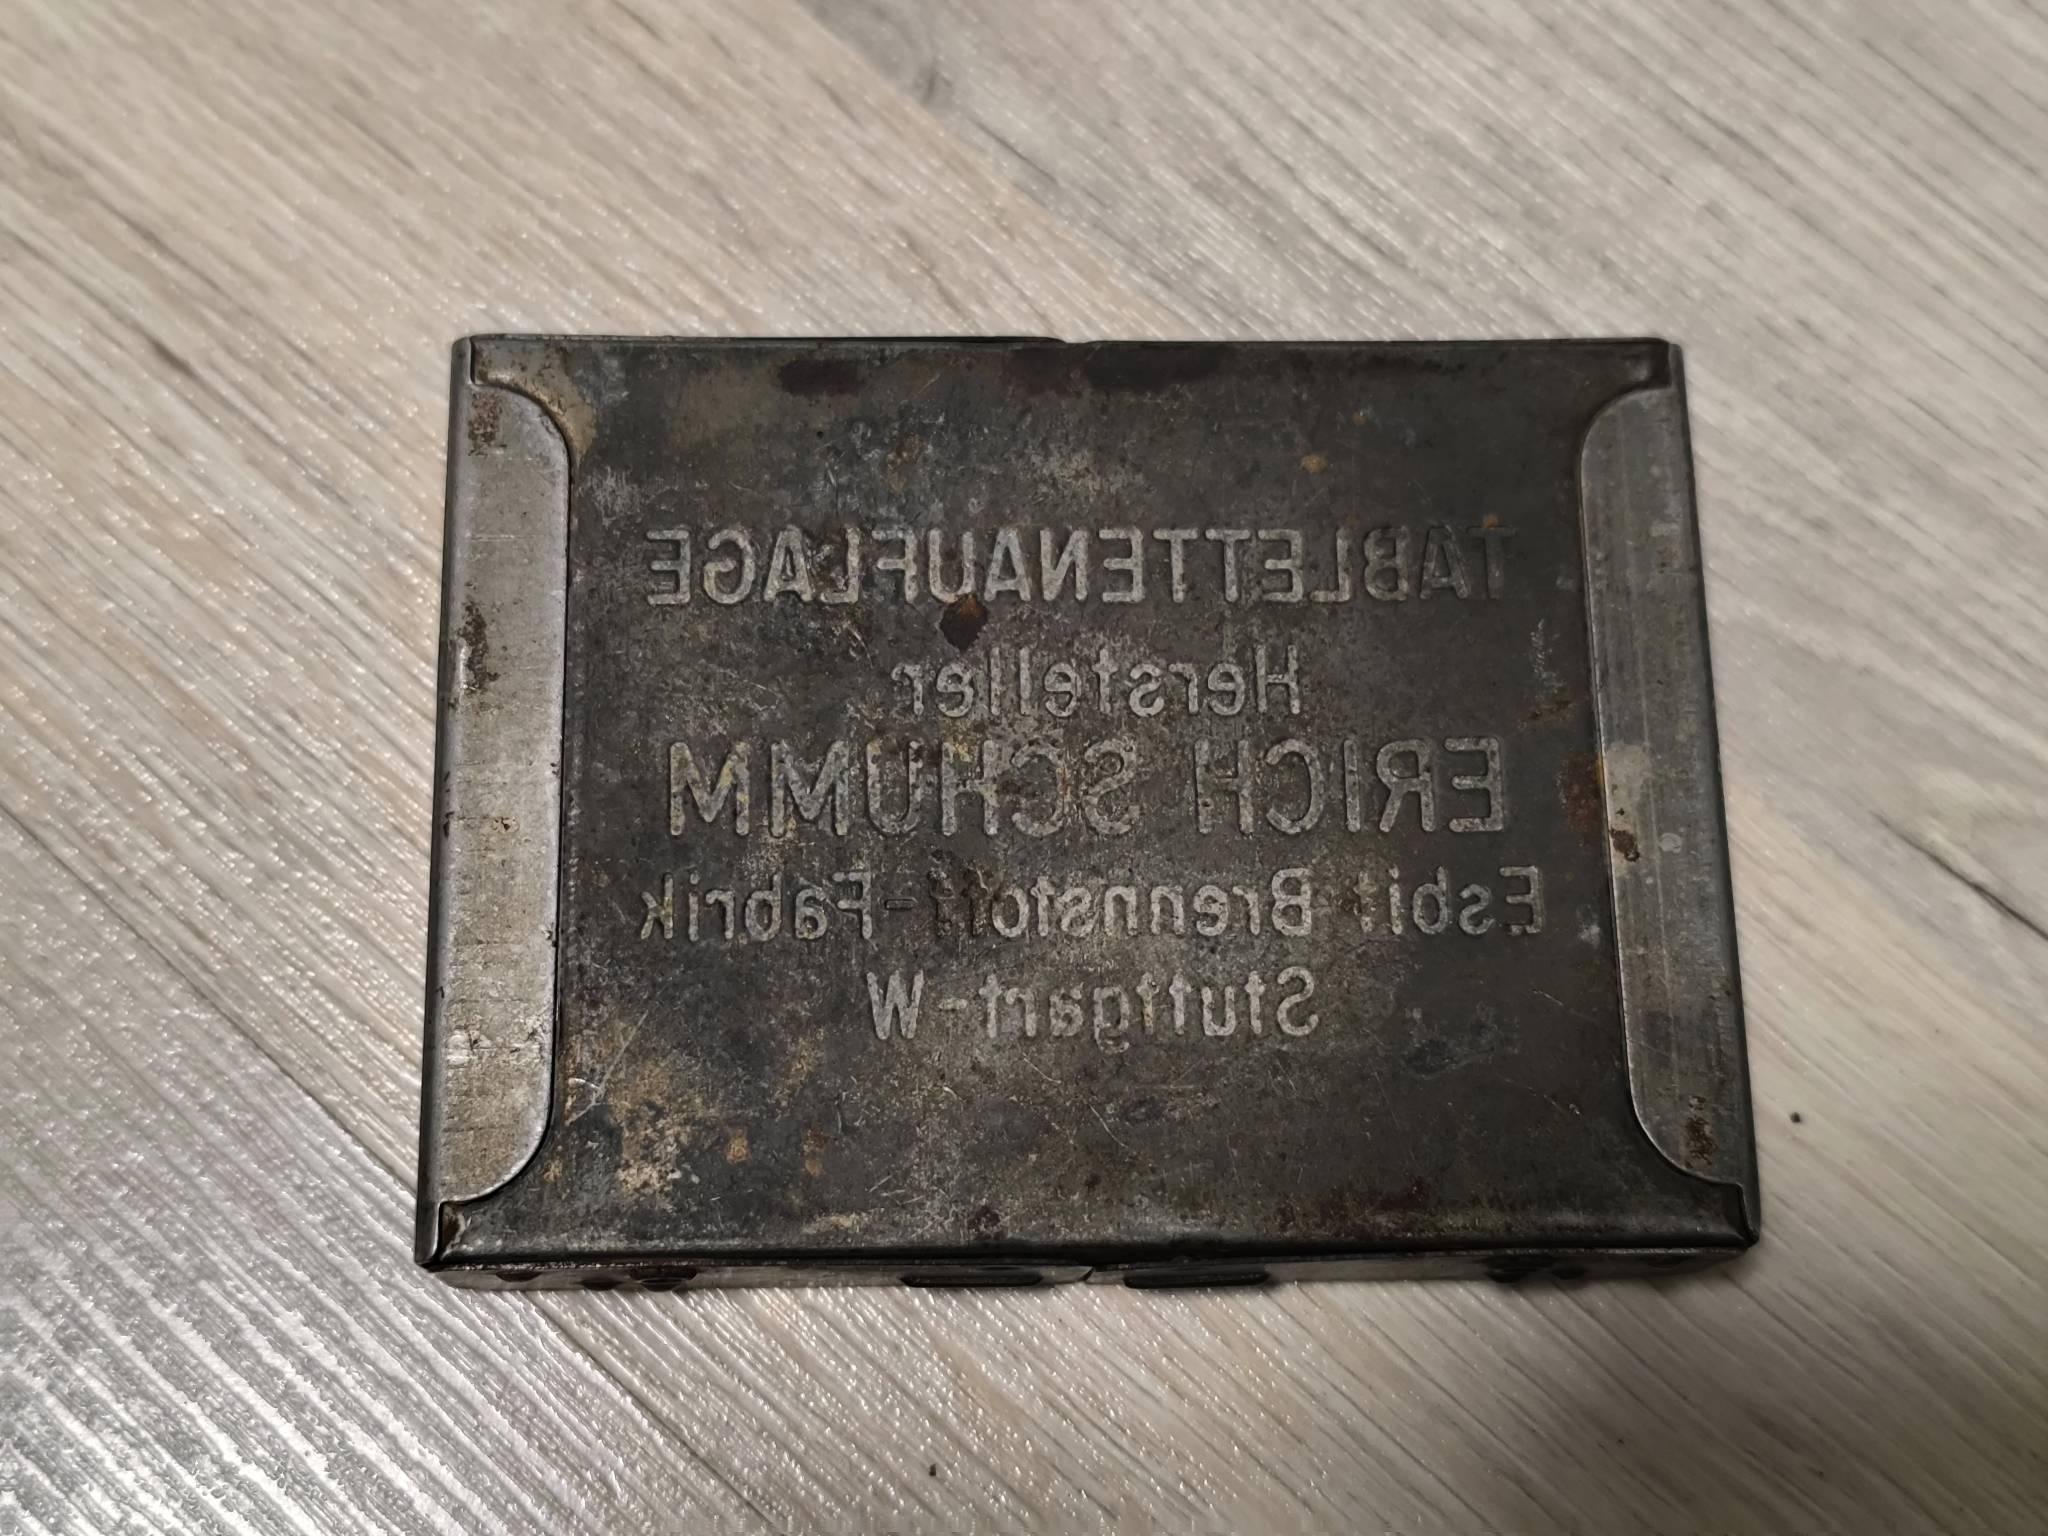 TABLETTENAUFLAGE
Hersteller
ERICH SCHUMM
Esbit-Brennstoff-Fabrik
Stuttgart-W